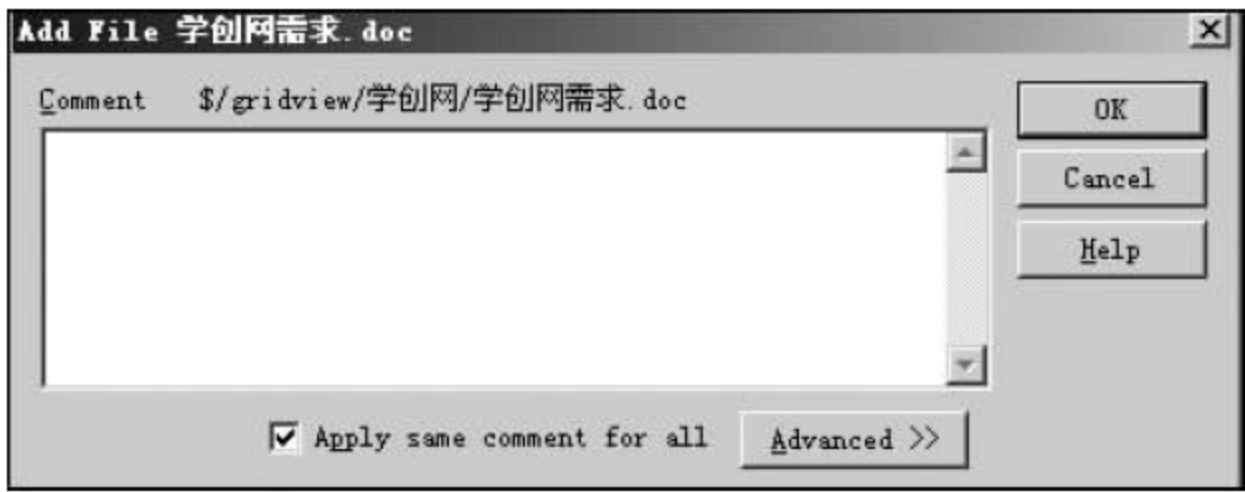 Add File 学创网需求.doc
Comment $/gridview/学创网/学创网需求.doc
OK
Cancel
Help
Apply same comment for all
Advanced >>